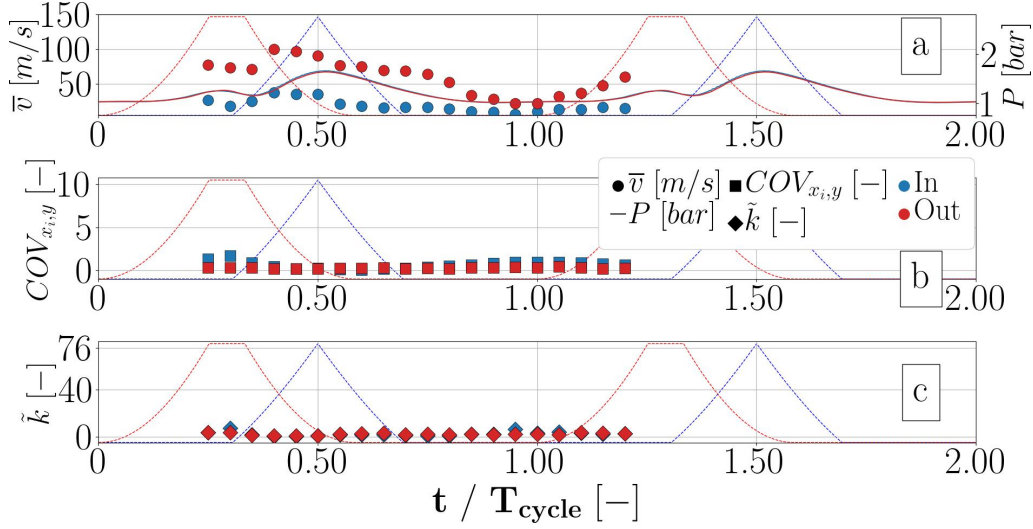 150
100
50
v̅ [m/s]
a
2
1
P [bar]
0 0.50 1.00 1.50 2.00
v̅ [m/s] COV_{x_i,y} [−] In
−P [bar] k̃ [−] Out
10
5
0
COV_{x_i,y} [−]
b
0 0.50 1.00 1.50 2.00
76
40
0
k̃ [−]
c
0 0.50 1.00 1.50 2.00
t / T_cycle [−]